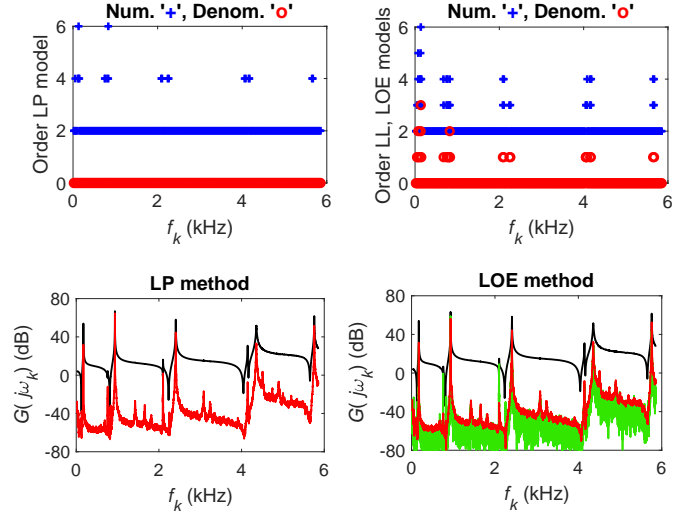 Num. '+', Denom. 'o'
Order LP model
6
4
2
0
0 2 4 6
f_k (kHz)
Num. '+', Denom. 'o'
Order LL, LOE models
6
4
2
0
0 2 4 6
f_k (kHz)
LP method
G(jω_k) (dB)
80
40
0
-40
-80
0 2 4 6
f_k (kHz)
LOE method
G(jω_k) (dB)
80
40
0
-40
-80
0 2 4 6
f_k (kHz)